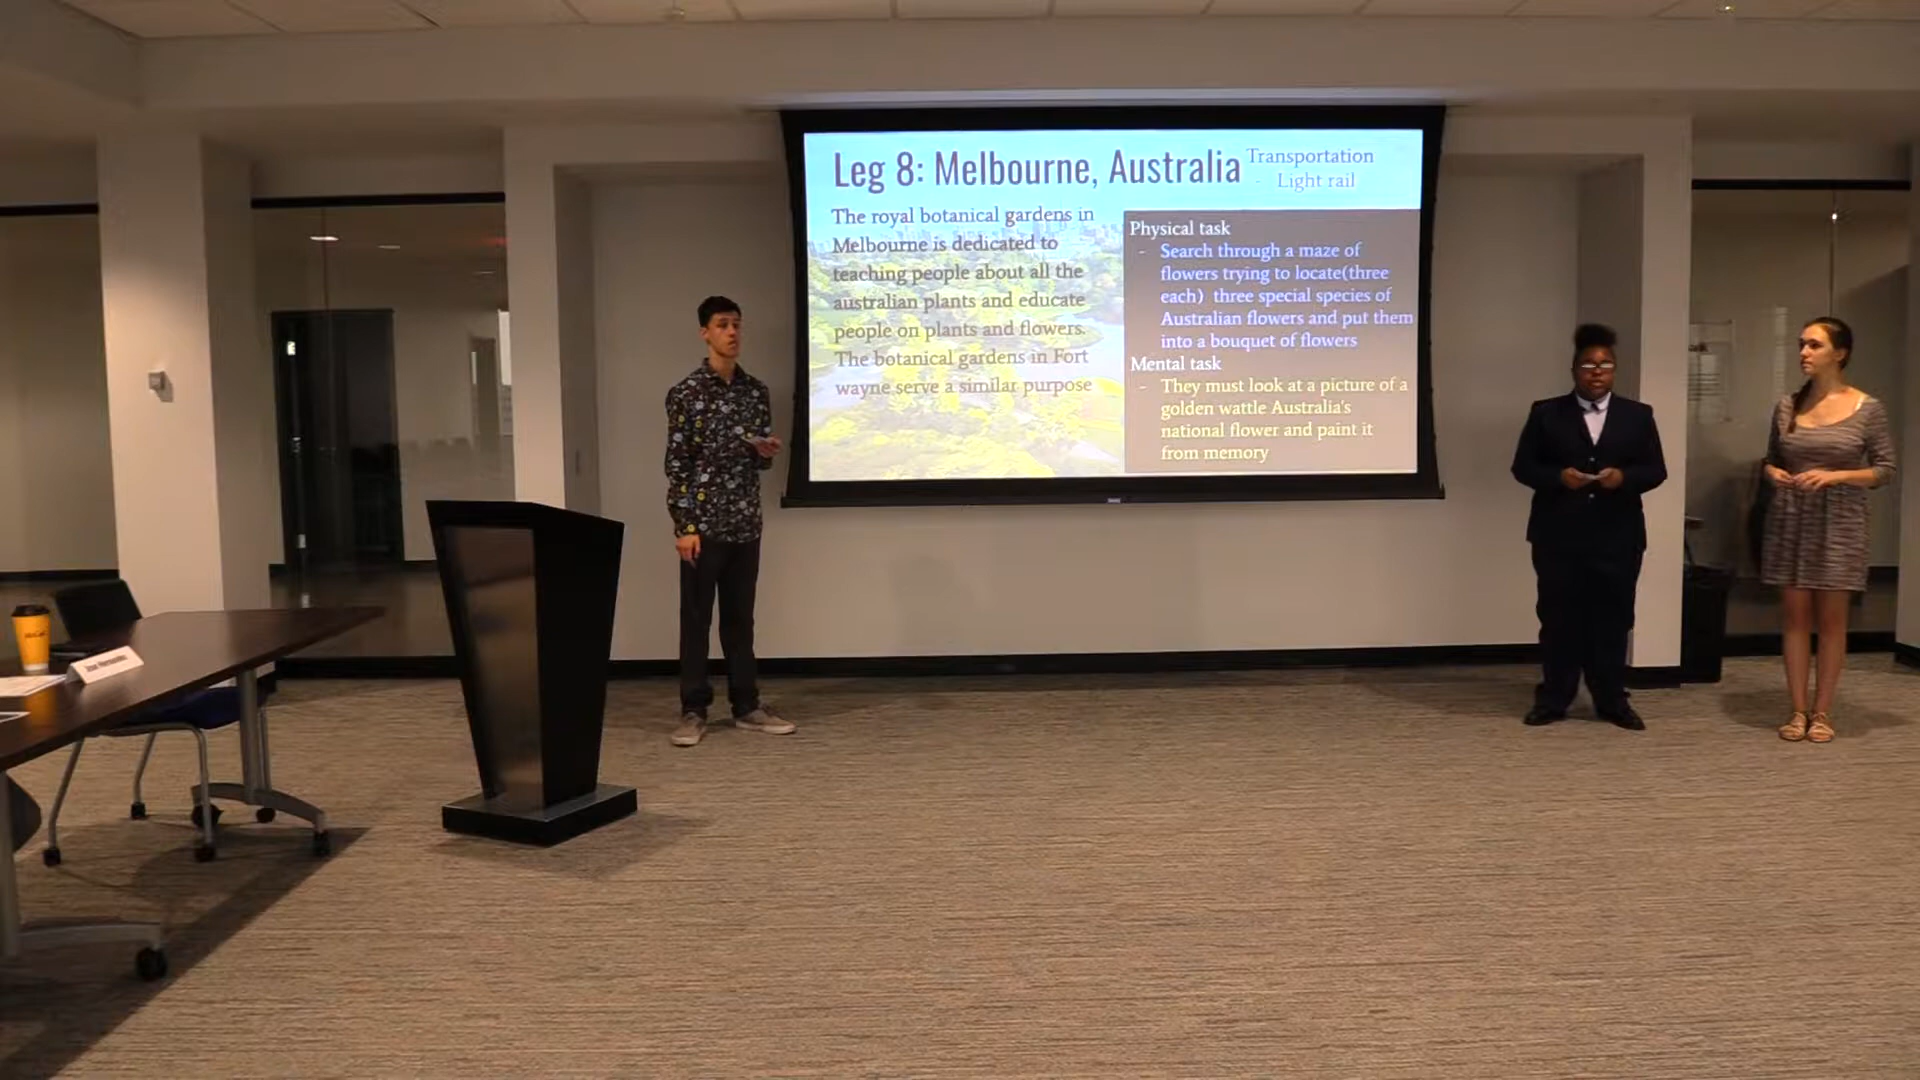 Leg 8: Melbourne, Australia
Transportation
- Light rail
The royal botanical gardens in
Melbourne is dedicated to
teaching people about all the
australian plants and educate
people on plants and flowers.
The botanical gardens in Fort
wayne serve a similar purpose
Physical task
- Search through a maze of
flowers trying to locate(three
each) three special species of
Australian flowers and put them
into a bouquet of flowers
Mental task
- They must look at a picture of a
golden wattle Australia's
national flower and paint it
from memory
McCafé
Jose Hernandez